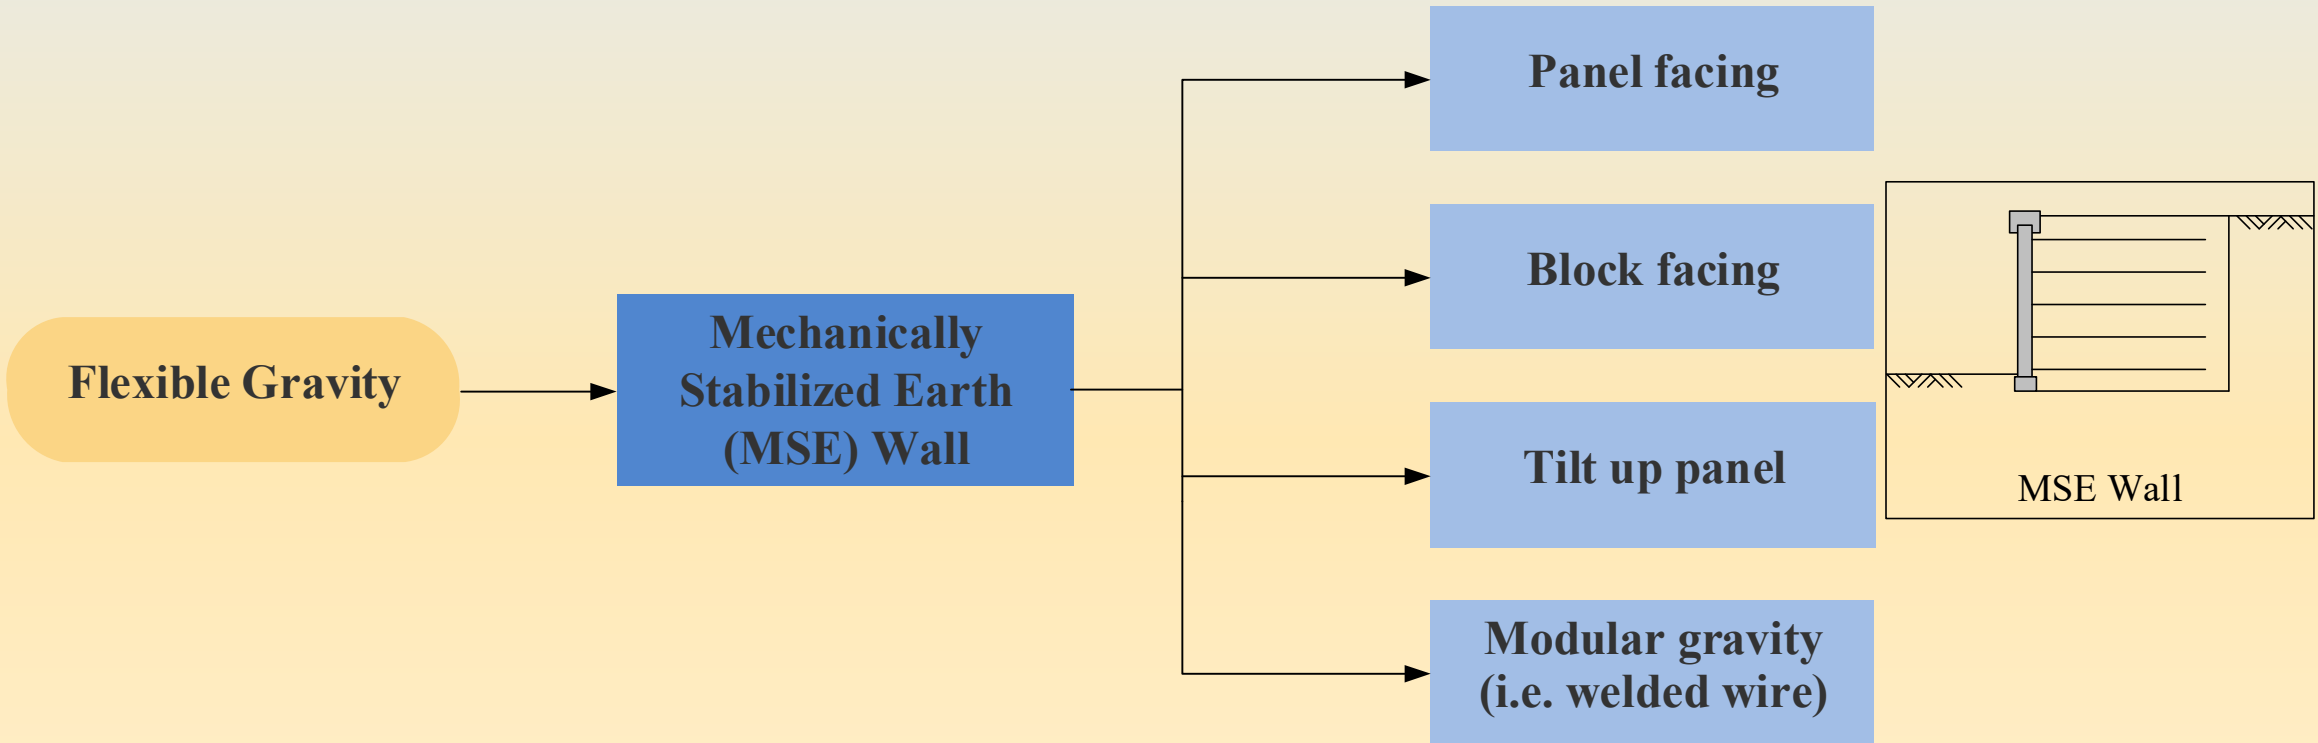 Flexible Gravity
Mechanically
Stabilized Earth
(MSE) Wall
Panel facing
Block facing
Tilt up panel
Modular gravity
(i.e. welded wire)
MSE Wall